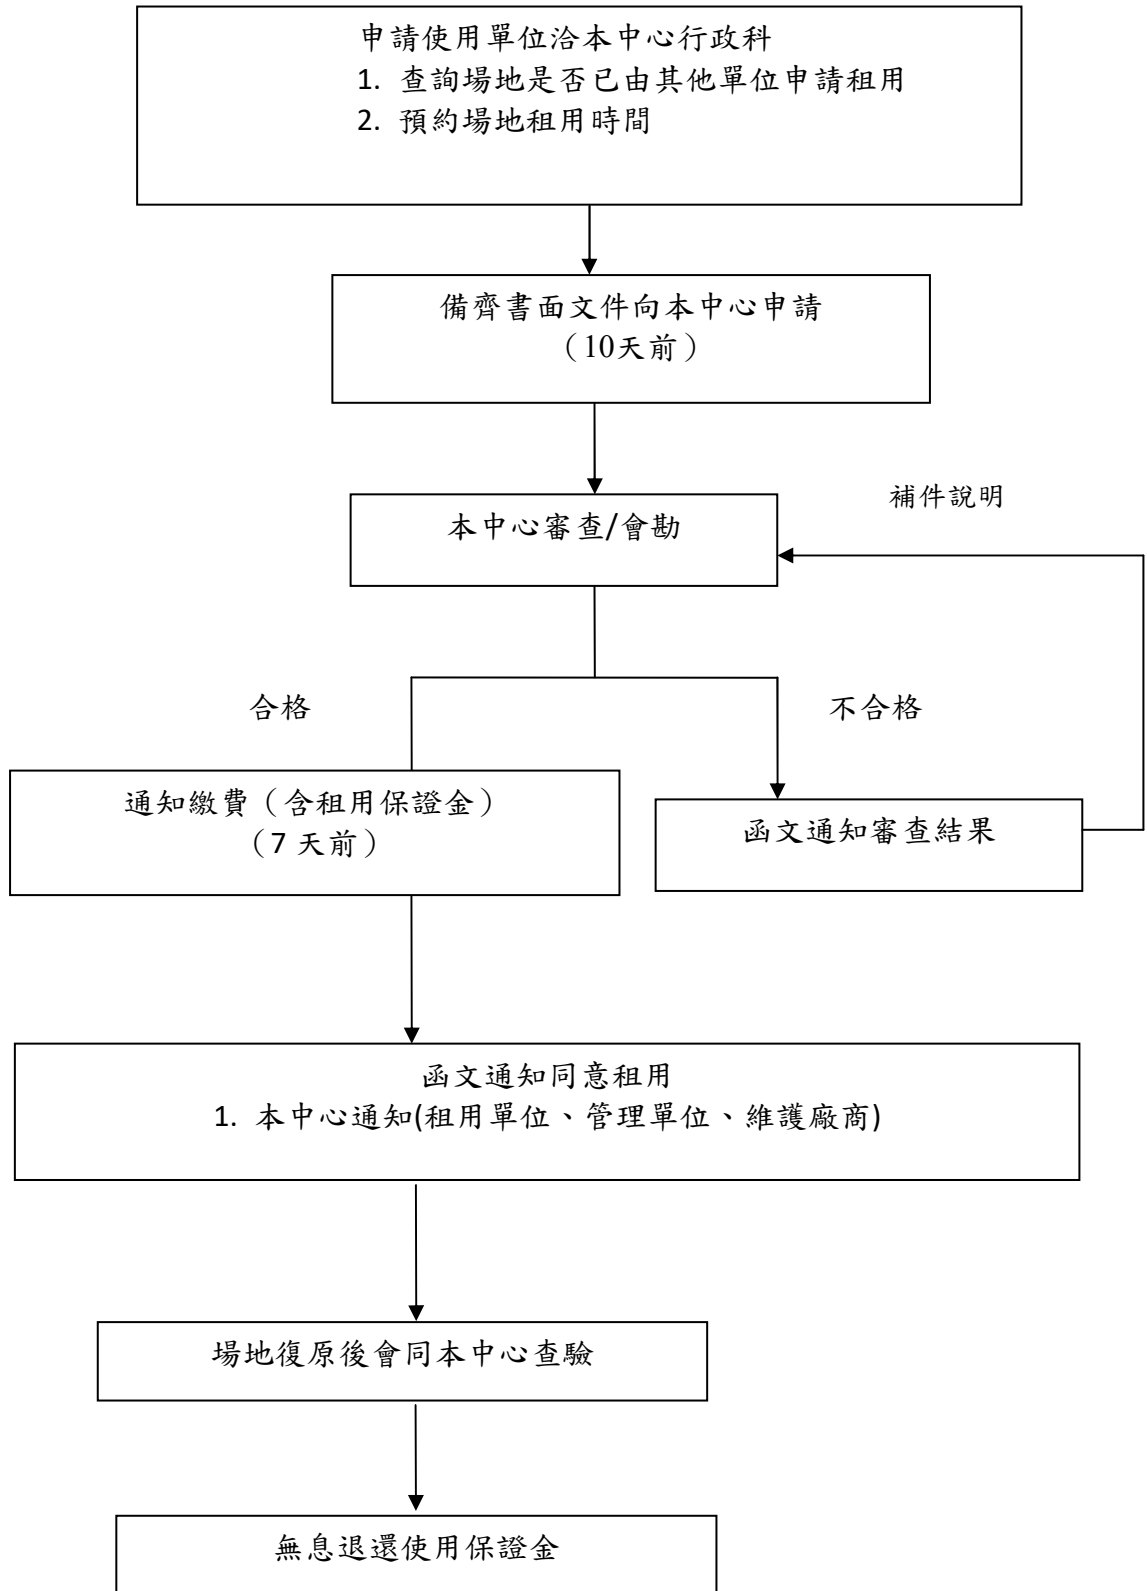 申請使用單位洽本中心行政科
1. 查詢場地是否已由其他單位申請租用
2. 預約場地租用時間
備齊書面文件向本中心申請
（10天前）
補件說明
本中心審查/會勘
合格
不合格
通知繳費（含租用保證金）
（7 天前）
函文通知審查結果
函文通知同意租用
1. 本中心通知(租用單位、管理單位、維護廠商)
場地復原後會同本中心查驗
無息退還使用保證金